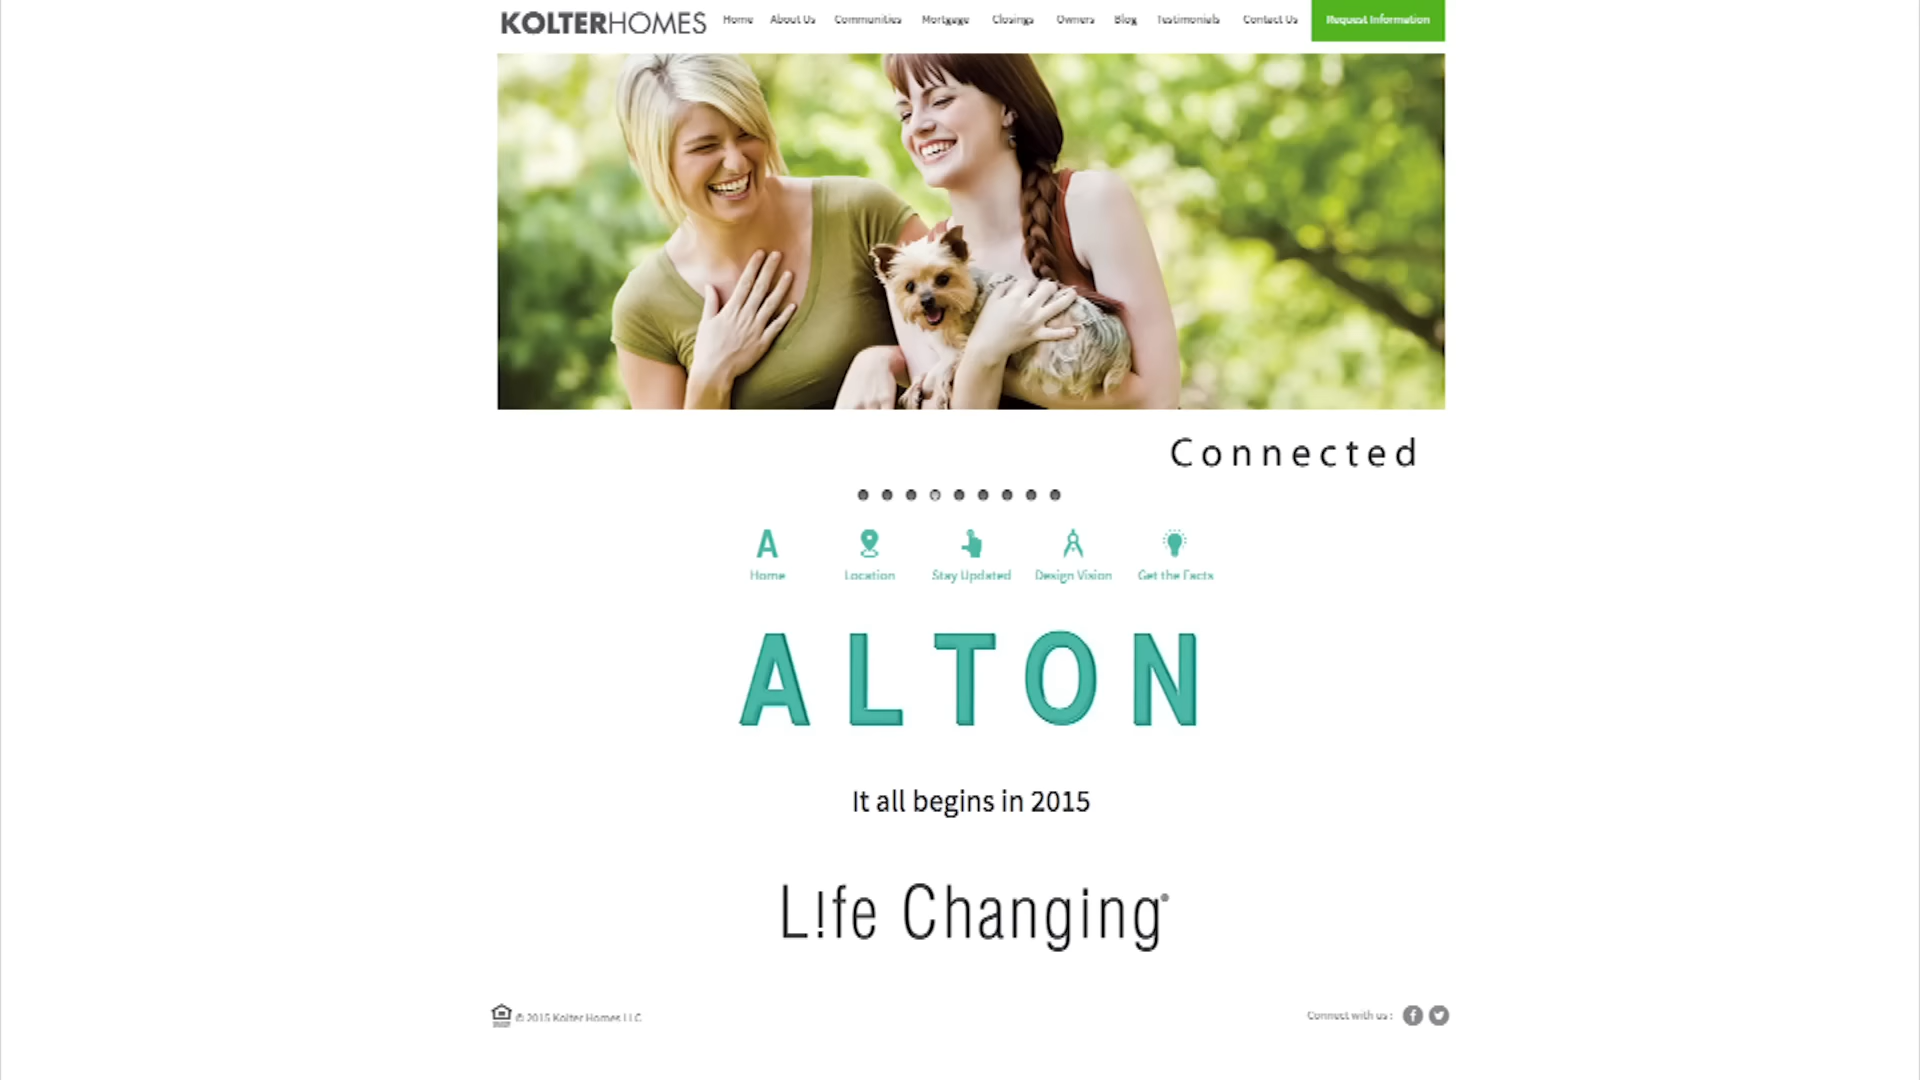 KOLTERHOMES Home About Us Communities Mortgage Closings Owners Blog Testimonials Contact Us Request Information
Connected
A
Home Location Stay Updated Design Vision Get the Facts
ALTON
It all begins in 2015
L!fe Changing
© 2015 Kolter Homes LLC Connect with us :